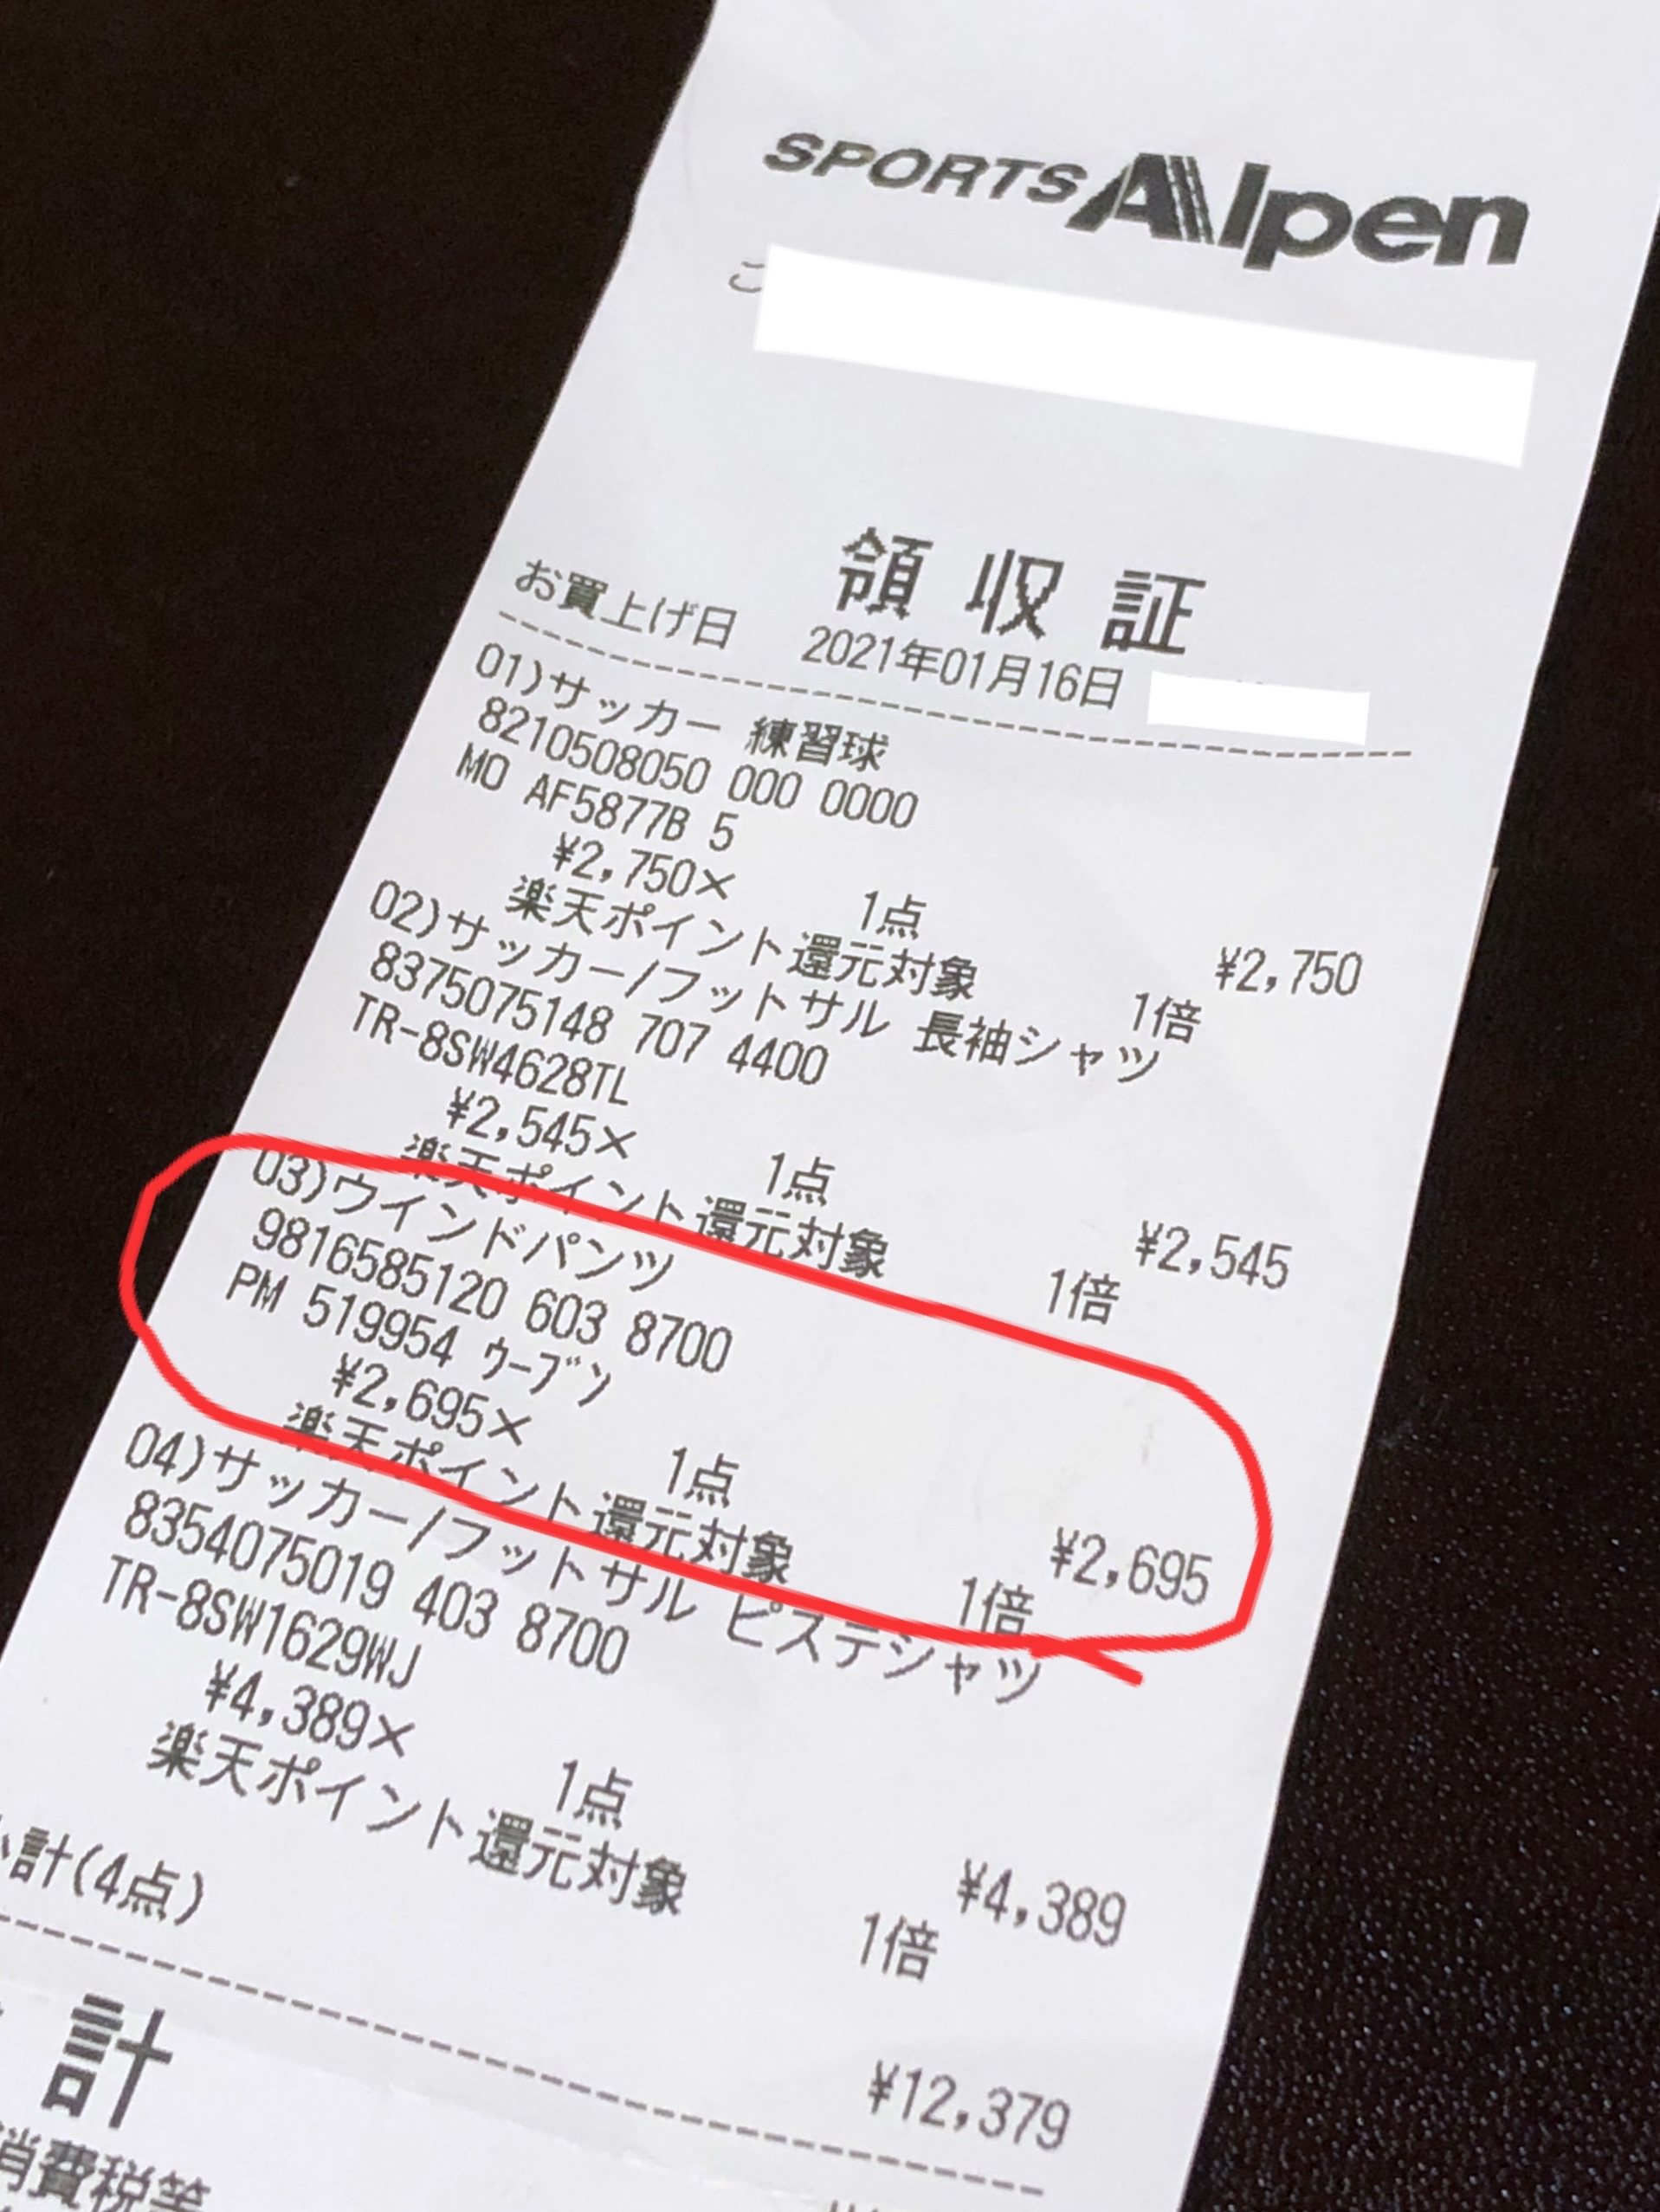 SPORTS Alpen
領収証
お買上げ日 2021年01月16日
01)サッカー 練習球
8210508050 000 0000
MO AF5877B 5
¥2,750× 1点 ¥2,750
楽天ポイント還元対象 1倍
02)サッカー/フットサル 長袖シャツ
8375075148 707 4400
TR-8SW4628TL
¥2,545× 1点 ¥2,545
楽天ポイント還元対象 1倍
03)ウインドパンツ
9816585120 603 8700
PM 519954 ウーブン
¥2,695× 1点 ¥2,695
楽天ポイント還元対象 1倍
04)サッカー/フットサル ピステシャツ
8354075019 403 8700
TR-8SW1629WJ
¥4,389× 1点 ¥4,389
楽天ポイント還元対象 1倍
計(4点) ¥12,379
計
消費税等